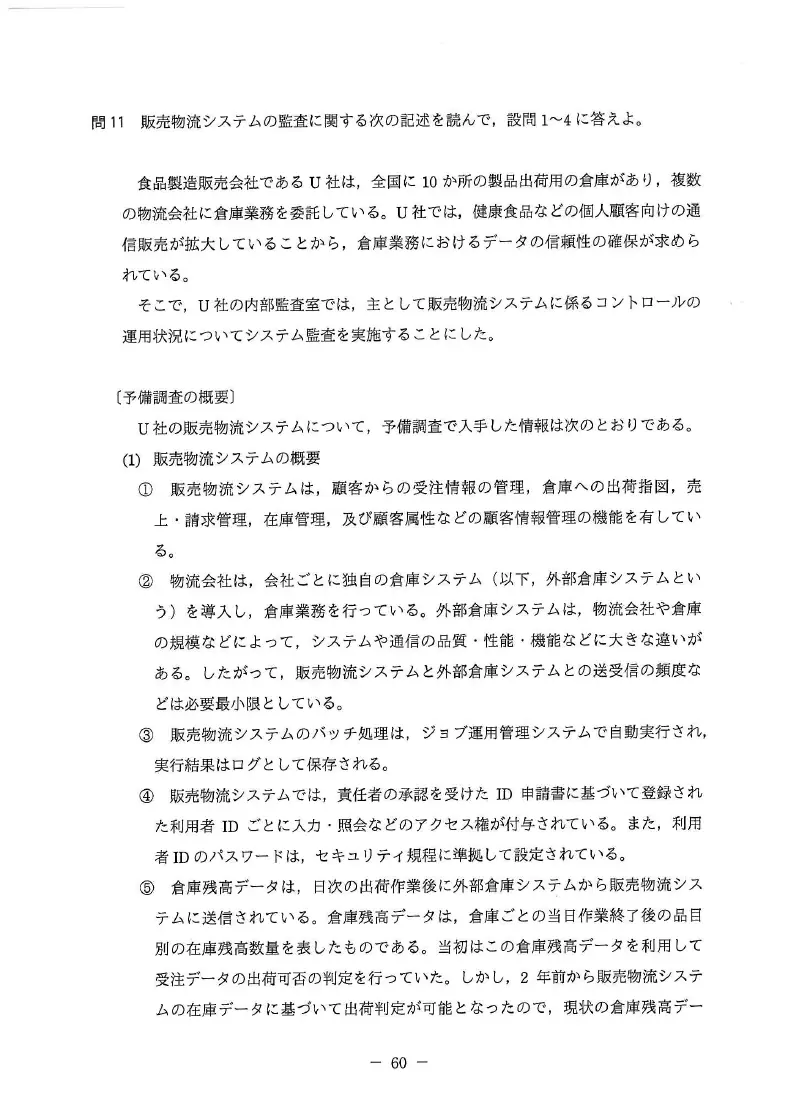 問11 販売物流システムの監査に関する次の記述を読んで，設問1～4に答えよ。
食品製造販売会社であるU社は，全国に10か所の製品出荷用の倉庫があり，複数
の物流会社に倉庫業務を委託している。U社では，健康食品などの個人顧客向けの通
信販売が拡大していることから，倉庫業務におけるデータの信頼性の確保が求めら
れている。
そこで，U社の内部監査室では，主として販売物流システムに係るコントロールの
運用状況についてシステム監査を実施することにした。
〔予備調査の概要〕
U社の販売物流システムについて，予備調査で入手した情報は次のとおりである。
(1) 販売物流システムの概要
① 販売物流システムは，顧客からの受注情報の管理，倉庫への出荷指図，売
上・請求管理，在庫管理，及び顧客属性などの顧客情報管理の機能を有してい
る。
② 物流会社は，会社ごとに独自の倉庫システム（以下，外部倉庫システムとい
う）を導入し，倉庫業務を行っている。外部倉庫システムは，物流会社や倉庫
の規模などによって，システムや通信の品質・性能・機能などに大きな違いが
ある。したがって，販売物流システムと外部倉庫システムとの送受信の頻度な
どは必要最小限としている。
③ 販売物流システムのバッチ処理は，ジョブ運用管理システムで自動実行され，
実行結果はログとして保存される。
④ 販売物流システムでは，責任者の承認を受けた ID 申請書に基づいて登録され
た利用者 ID ごとに入力・照会などのアクセス権が付与されている。また，利用
者 ID のパスワードは，セキュリティ規程に準拠して設定されている。
⑤ 倉庫残高データは，日次の出荷作業後に外部倉庫システムから販売物流シス
テムに送信されている。倉庫残高データは，倉庫ごとの当日作業終了後の品目
別の在庫残高数量を表したものである。当初はこの倉庫残高データを利用して
受注データの出荷可否の判定を行っていた。しかし，2 年前から販売物流システ
ムの在庫データに基づいて出荷判定が可能となったので，現状の倉庫残高デー
－ 60 －